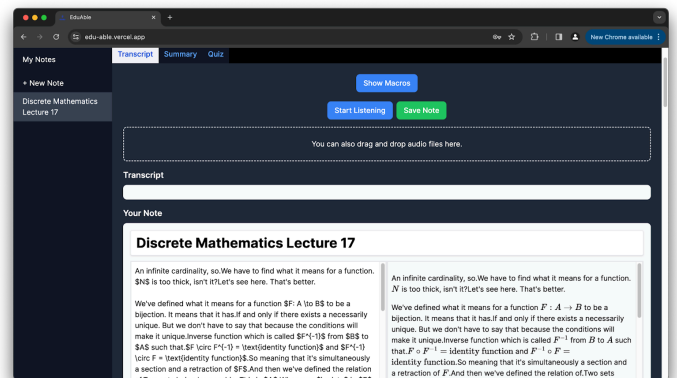 EduAble
edu-able.vercel.app
New Chrome available
My Notes
+ New Note
Discrete Mathematics
Lecture 17
Transcript Summary Quiz
Show Macros
Start Listening Save Note
You can also drag and drop audio files here.
Transcript
Your Note
Discrete Mathematics Lecture 17
An infinite cardinality, so.We have to find what it means for a function.
$N$ is too thick, isn't it?Let's see here. That's better.
We've defined what it means for a function $F: A \to B$ to be a
bijection. It means that it has.If and only if there exists a necessarily
unique. But we don't have to say that because the conditions will
make it unique.Inverse function which is called $F^{-1}$ from $B$ to
$A$ such that.$F \circ F^{-1} = \text{identity function}$ and $F^{-1}
\circ F = \text{identity function}$.So meaning that it's simultaneously
a section and a retraction of $F$.And then we've defined the relation
An infinite cardinality, so.We have to find what it means for a function.
N is too thick, isn't it?Let's see here. That's better.
We've defined what it means for a function F : A → B to be a
bijection. It means that it has.If and only if there exists a necessarily
unique. But we don't have to say that because the conditions will
make it unique.Inverse function which is called F⁻¹ from B to A such
that.F ∘ F⁻¹ = identity function and F⁻¹ ∘ F =
identity function.So meaning that it's simultaneously a section and
a retraction of F.And then we've defined the relation of.Two sets